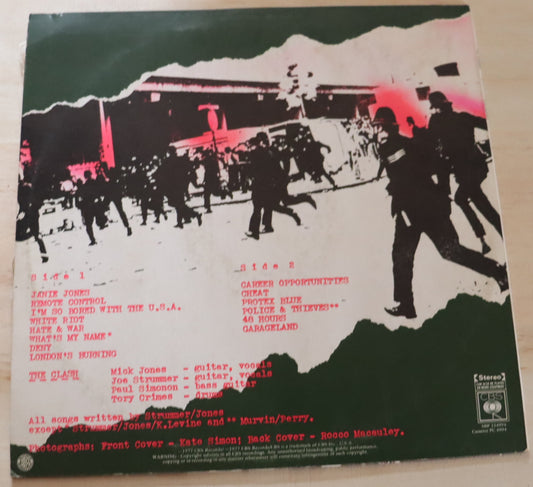 Side 1
JANIE JONES
REMOTE CONTROL
I'M SO BORED WITH THE U.S.A.
WHITE RIOT
HATE & WAR
WHAT'S MY NAME*
DENY
LONDON'S BURNING
Side 2
CAREER OPPORTUNITIES
CHEAT
PROTEX BLUE
POLICE & THIEVES**
48 HOURS
GARAGELAND
THE CLASH
Mick Jones - guitar, vocals
Joe Strummer - guitar, vocals
Paul Simonon - bass guitar
Tory Crimes - drums
All songs written by Strummer/Jones
except *Strummer/Jones/K.Levine and ** Murvin/Perry.
Photographs: Front Cover - Kate Simon; Back Cover - Rocco Macauley.
Stereo
CBS